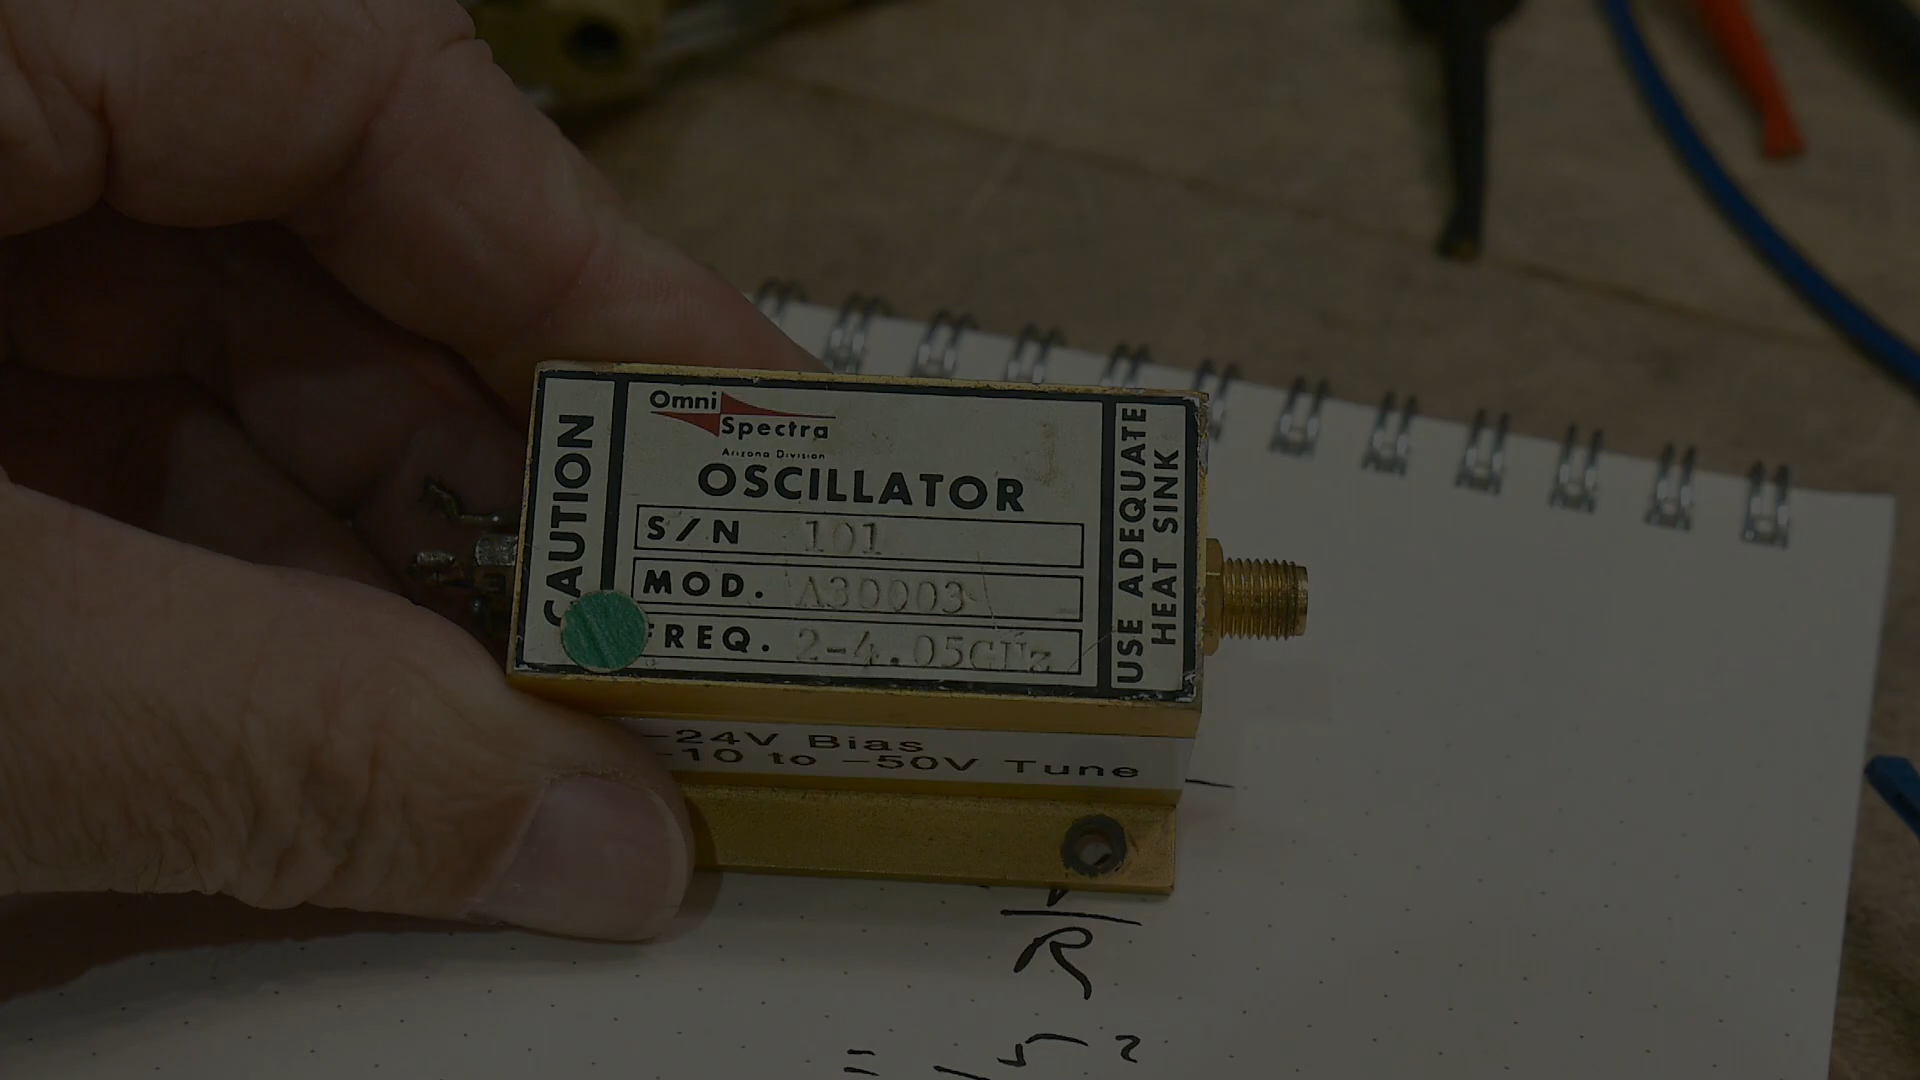 CAUTION
Omni
Spectra
Arizona Division
OSCILLATOR
S/N 101
MOD. A30003
FREQ. 2-4.05GHz
USE ADEQUATE
HEAT SINK
-24V Bias
-10 to -50V Tune
R
=